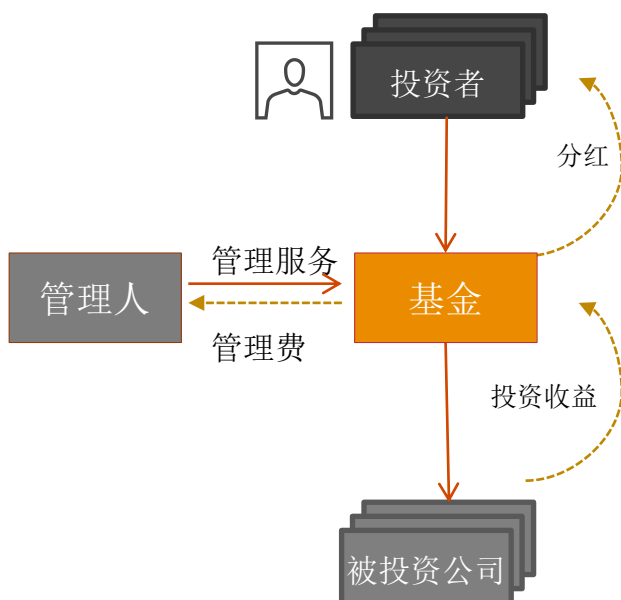 投资者
分红
管理服务
管理人
基金
管理费
投资收益
被投资公司